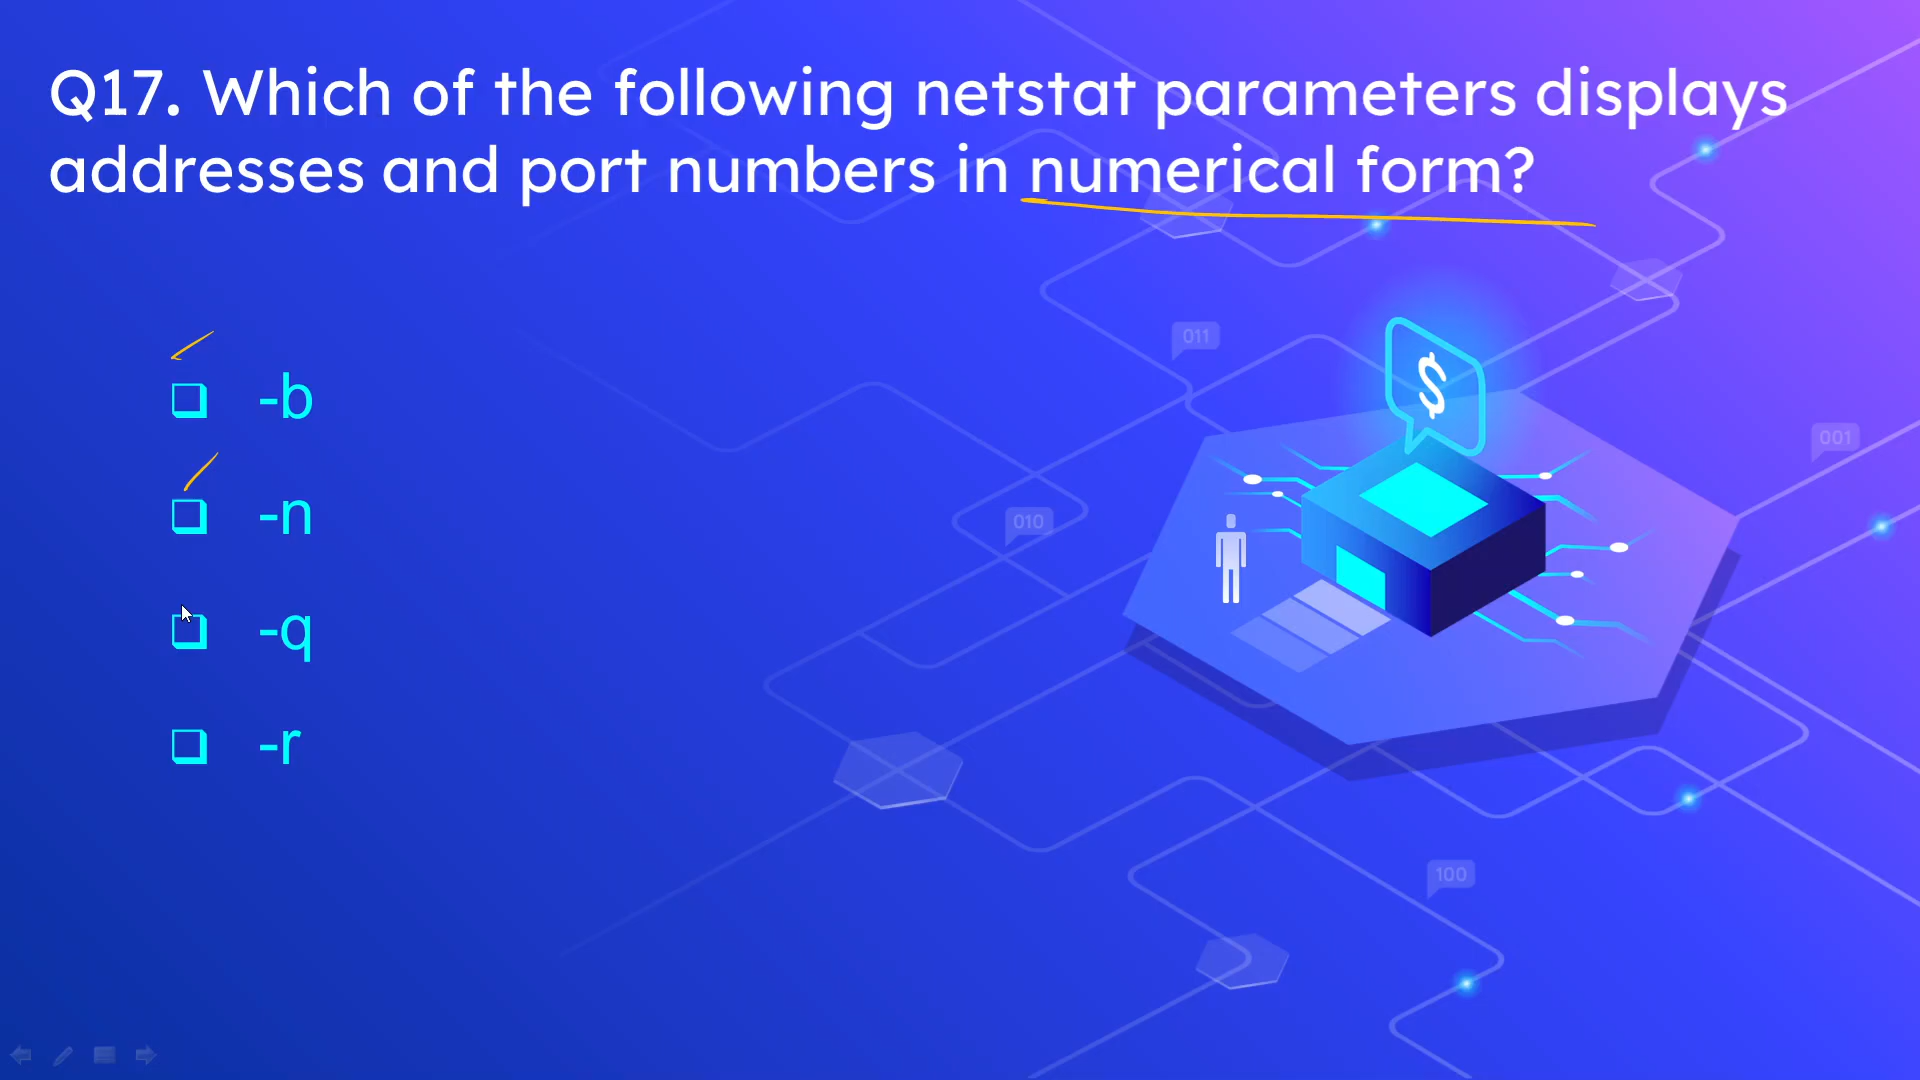 Q17. Which of the following netstat parameters displays
addresses and port numbers in numerical form?
-b
-n
-q
-r
$
011
001
010
100